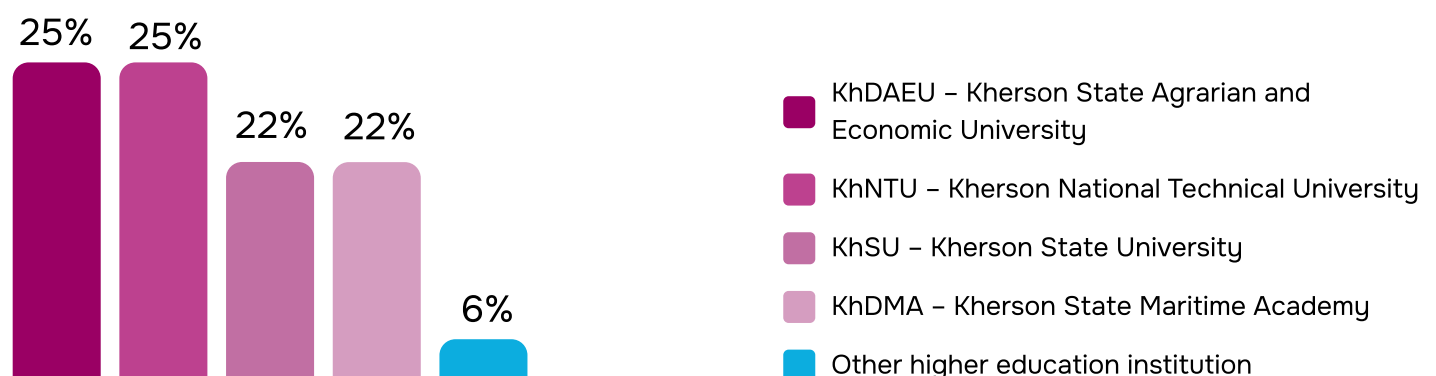 25%
25%
22%
22%
6%
KhDAEU – Kherson State Agrarian and
Economic University
KhNTU – Kherson National Technical University
KhSU – Kherson State University
KhDMA – Kherson State Maritime Academy
Other higher education institution